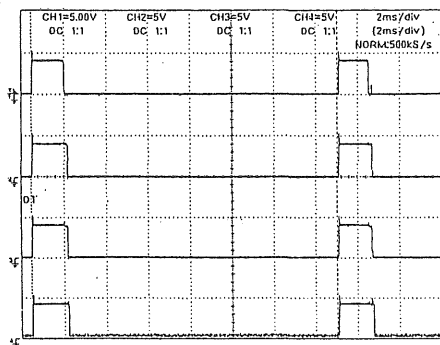 CH1=5.00V CH2=5V CH3=5V CH4=5V 2ms/div
DC 1:1 DC 1:1 DC 1:1 DC 1:1 (2ms/div)
NORM:500kS/s